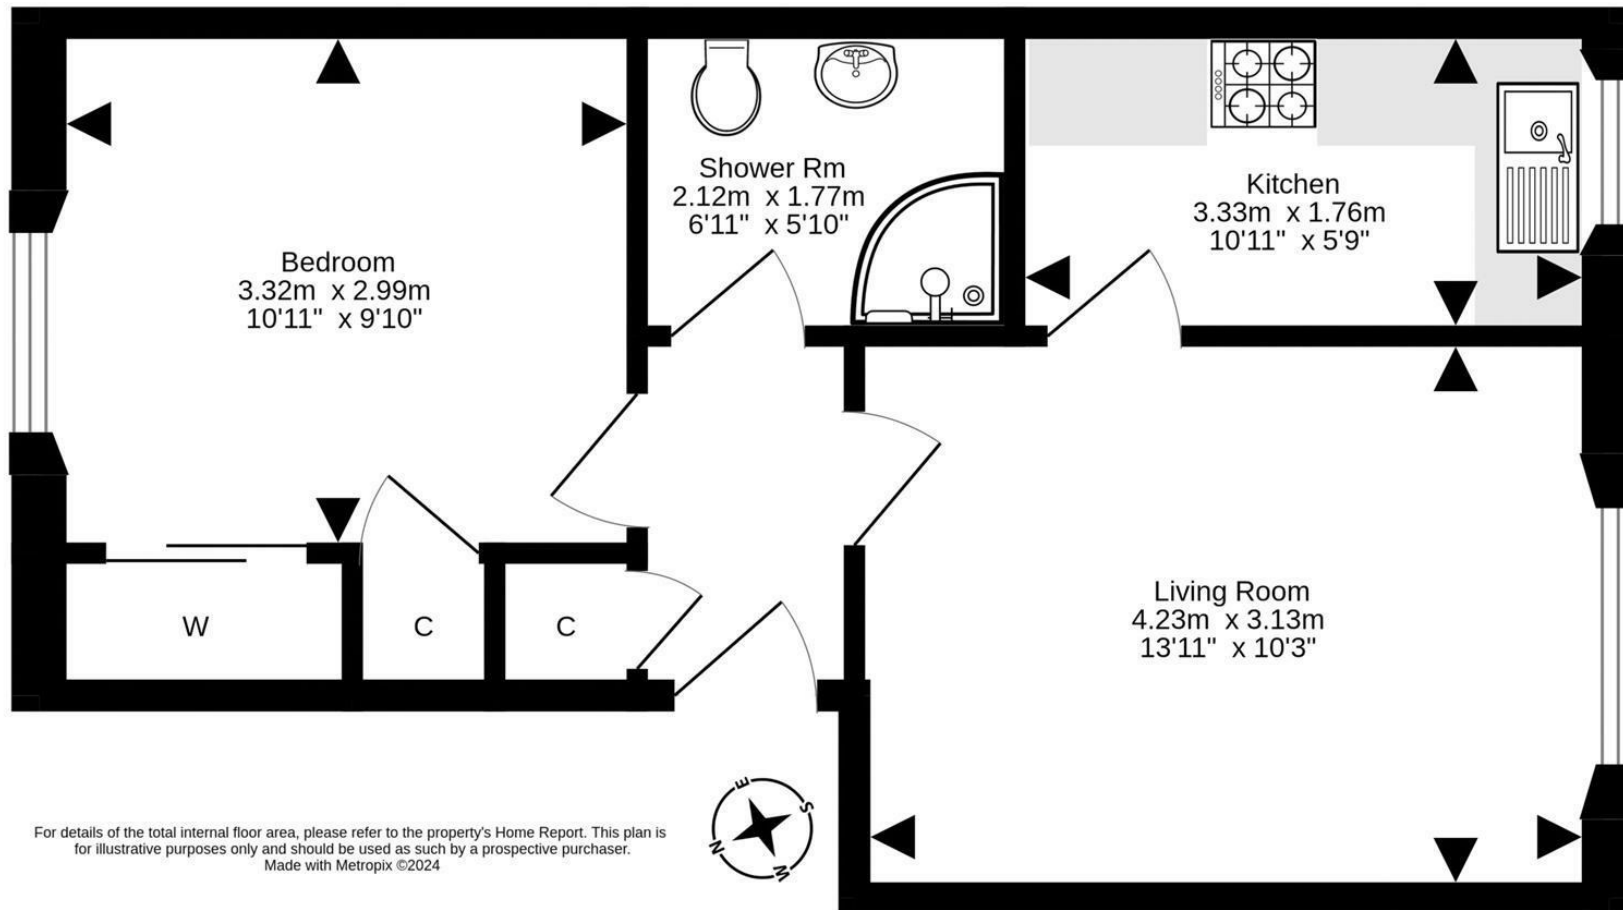 Shower Rm
2.12m x 1.77m
6'11" x 5'10"
Kitchen
3.33m x 1.76m
10'11" x 5'9"
Bedroom
3.32m x 2.99m
10'11" x 9'10"
Living Room
4.23m x 3.13m
13'11" x 10'3"
W
C
C
E
S
N
W
For details of the total internal floor area, please refer to the property's Home Report. This plan is
for illustrative purposes only and should be used as such by a prospective purchaser.
Made with Metropix ©2024